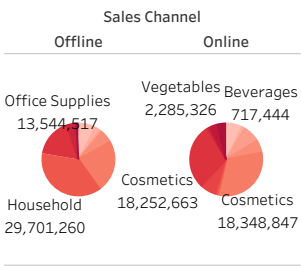 Sales Channel
Offline Online
Office Supplies
13,544,517
Vegetables
2,285,326
Beverages
717,444
Household
29,701,260
Cosmetics
18,252,663
Cosmetics
18,348,847